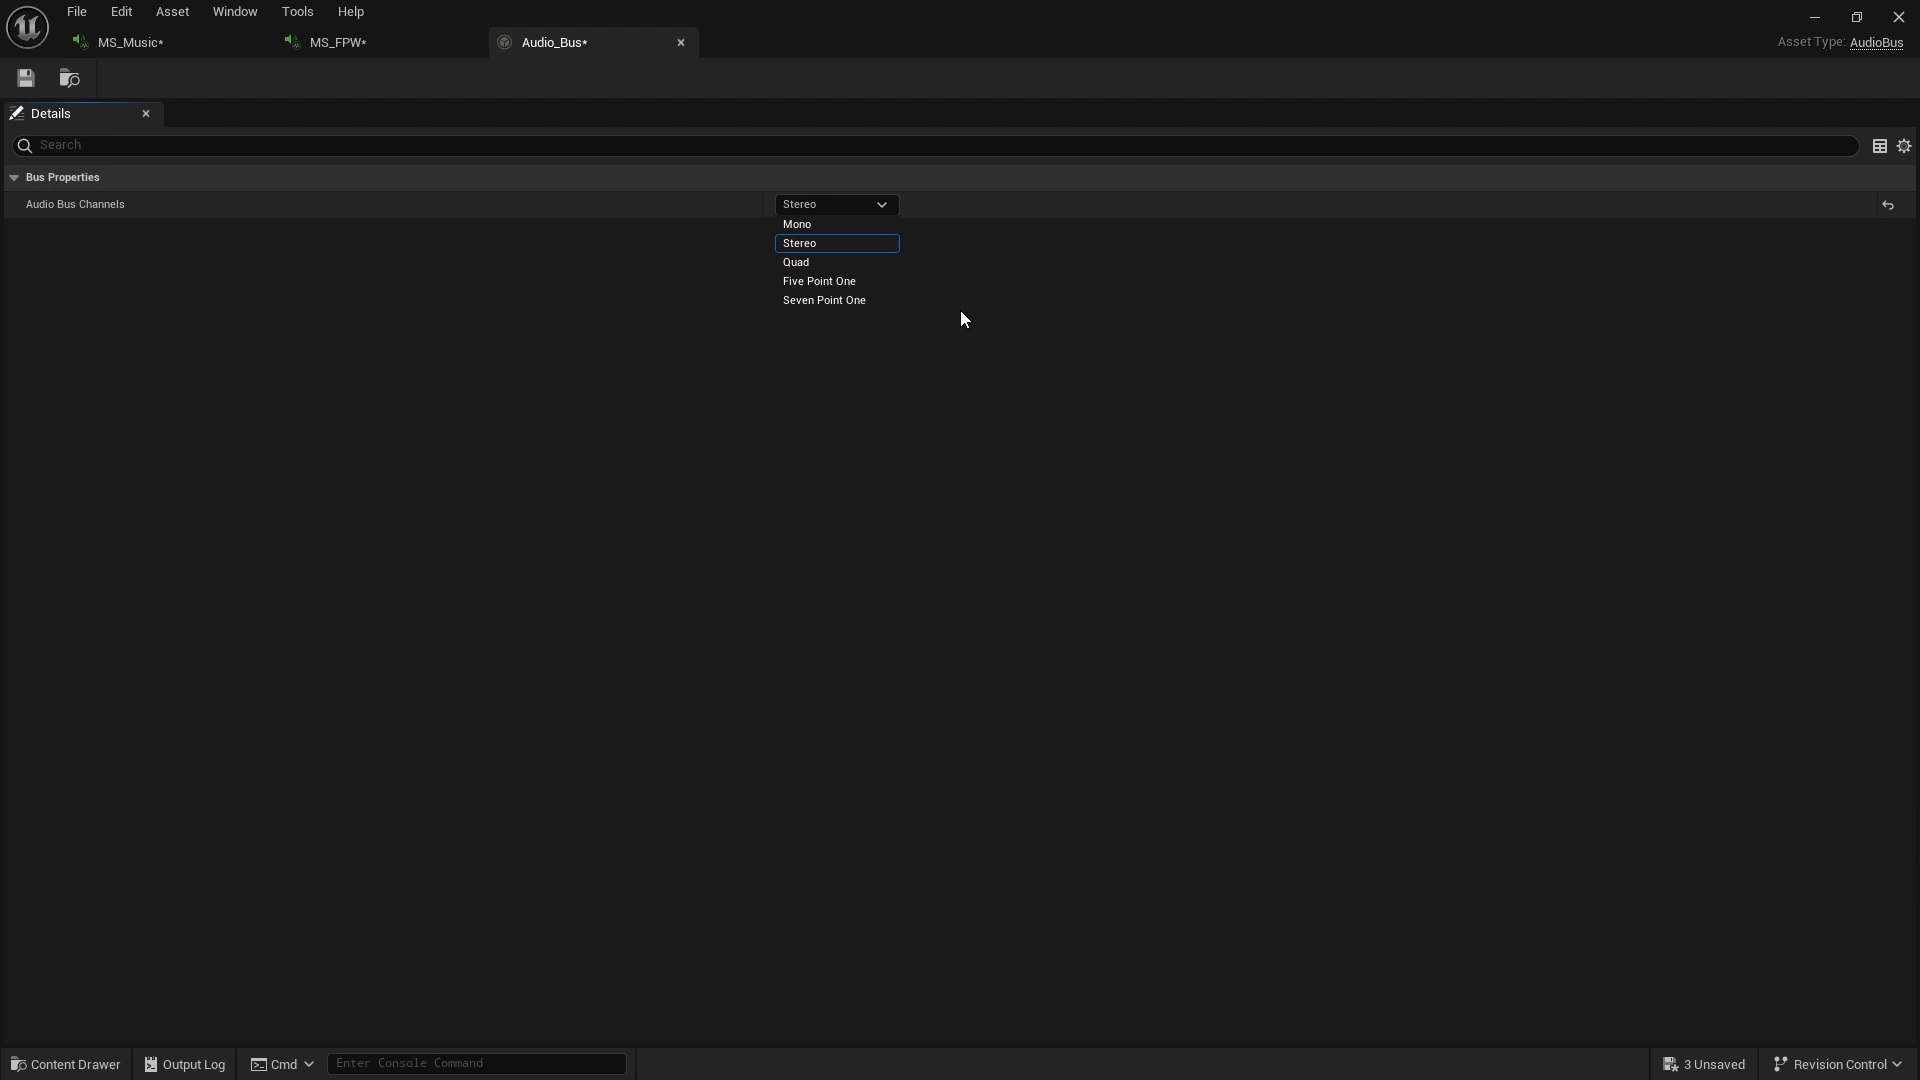 File Edit Asset Window Tools Help
MS_Music* MS_FPW* Audio_Bus* Asset Type: AudioBus
Details
Search
Bus Properties
Audio Bus Channels Stereo
Mono
Stereo
Quad
Five Point One
Seven Point One
Content Drawer Output Log Cmd Enter Console Command 3 Unsaved Revision Control